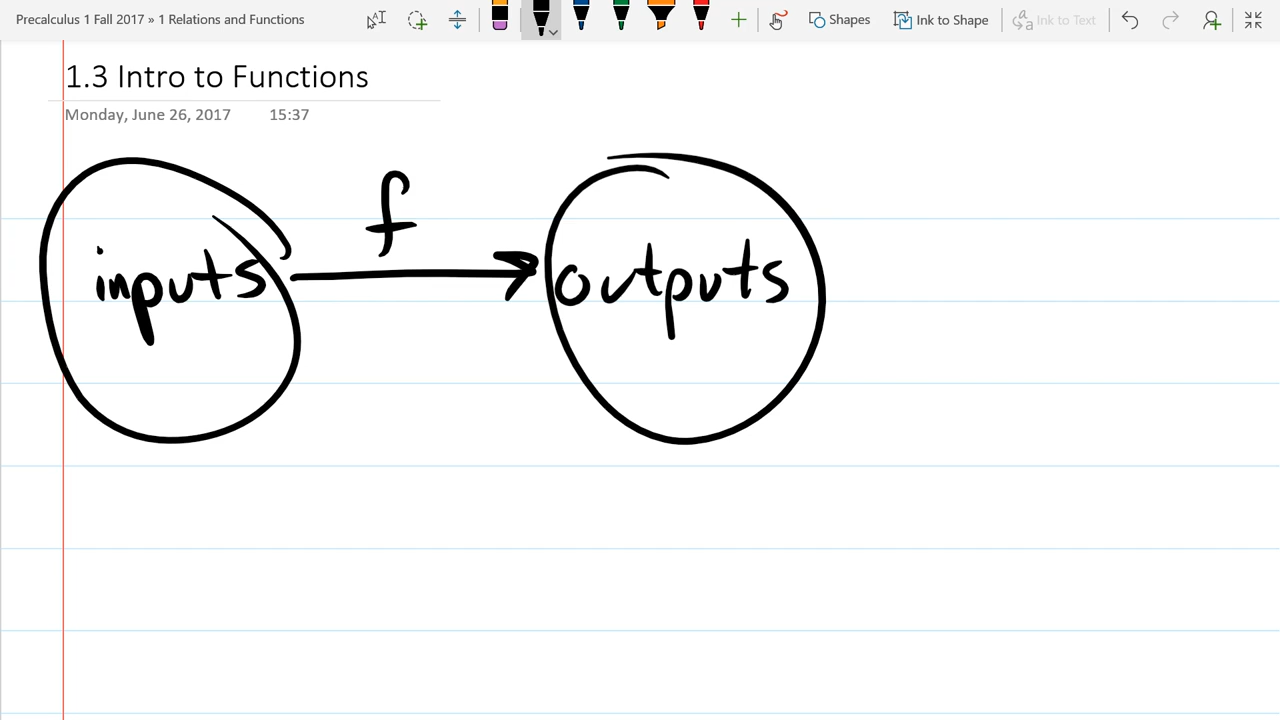 Precalculus 1 Fall 2017 » 1 Relations and Functions
Shapes
Ink to Shape
Ink to Text
1.3 Intro to Functions
Monday, June 26, 2017 15:37
f
inputs outputs